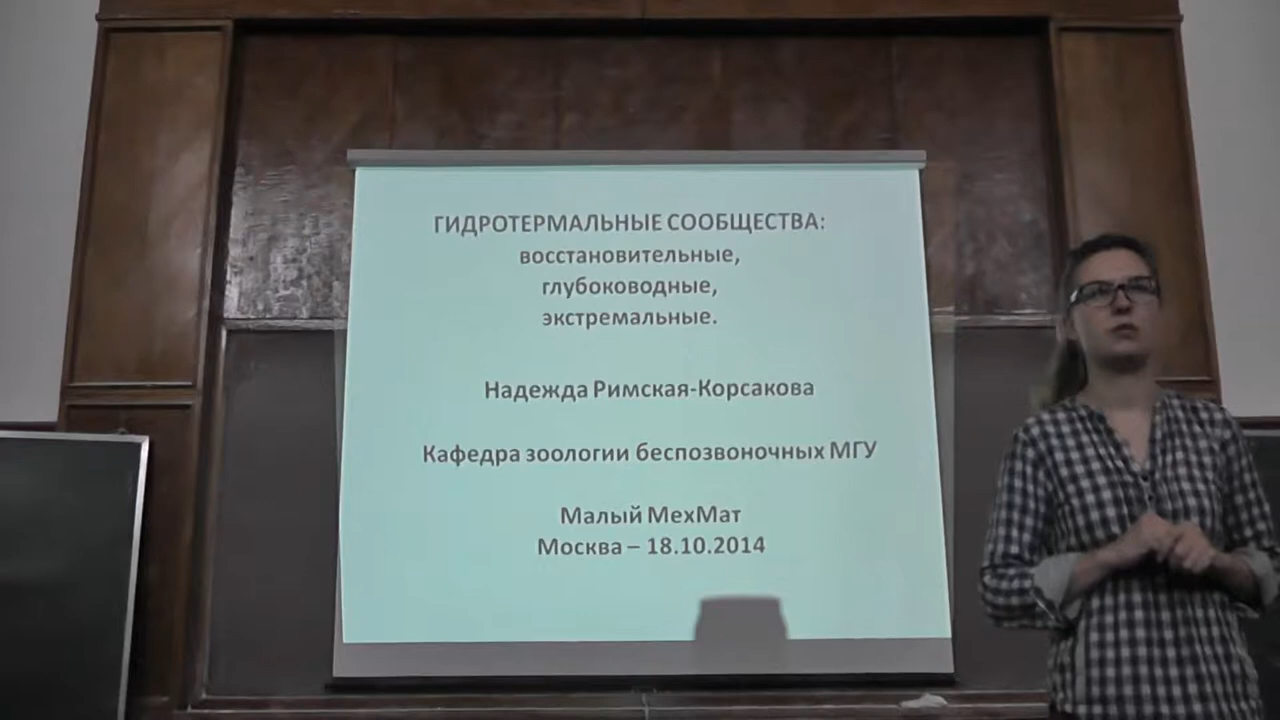 ГИДРОТЕРМАЛЬНЫЕ СООБЩЕСТВА:
восстановительные,
глубоководные,
экстремальные.
Надежда Римская-Корсакова
Кафедра зоологии беспозвоночных МГУ
Малый МехМат
Москва – 18.10.2014